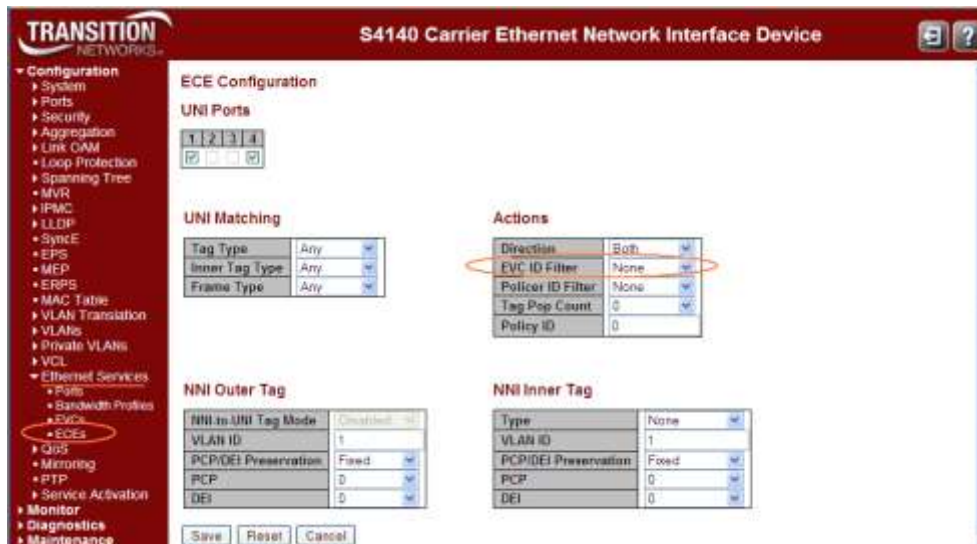 TRANSITION
NETWORKS
S4140 Carrier Ethernet Network Interface Device
?
Configuration
System
Ports
Security
Aggregation
Link OAM
Loop Protection
Spanning Tree
MVR
IPMC
LLDP
SyncE
EPS
MEP
ERPS
MAC Table
VLAN Translation
VLANs
Private VLANs
VCL
Ethernet Services
Ports
Bandwidth Profiles
EVCs
ECEs
QoS
Mirroring
PTP
Service Activation
Monitor
Diagnostics
Maintenance
ECE Configuration
UNI Ports
1 2 3 4
UNI Matching
Tag Type Any
Inner Tag Type Any
Frame Type Any
Actions
Direction Both
EVC ID Filter None
Policer ID Filter None
Tag Pop Count 0
Policy ID 0
NNI Outer Tag
NNI-to-UNI Tag Mode Disabled
VLAN ID 1
PCP/DEI Preservation Fixed
PCP 0
DEI 0
NNI Inner Tag
Type None
VLAN ID 1
PCP/DEI Preservation Fixed
PCP 0
DEI 0
Save Reset Cancel